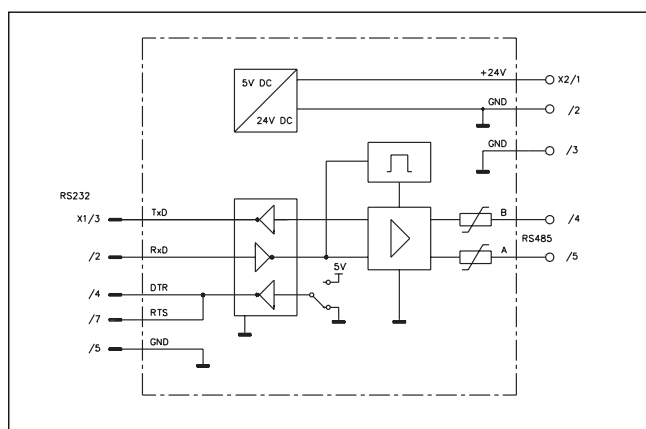 +24V
X2/1
5V DC
24V DC
GND
/2
GND
/3
RS232
X1/3
TxD
B
/4
/2
RxD
5V
A
RS485
/5
/4
DTR
/7
RTS
/5
GND